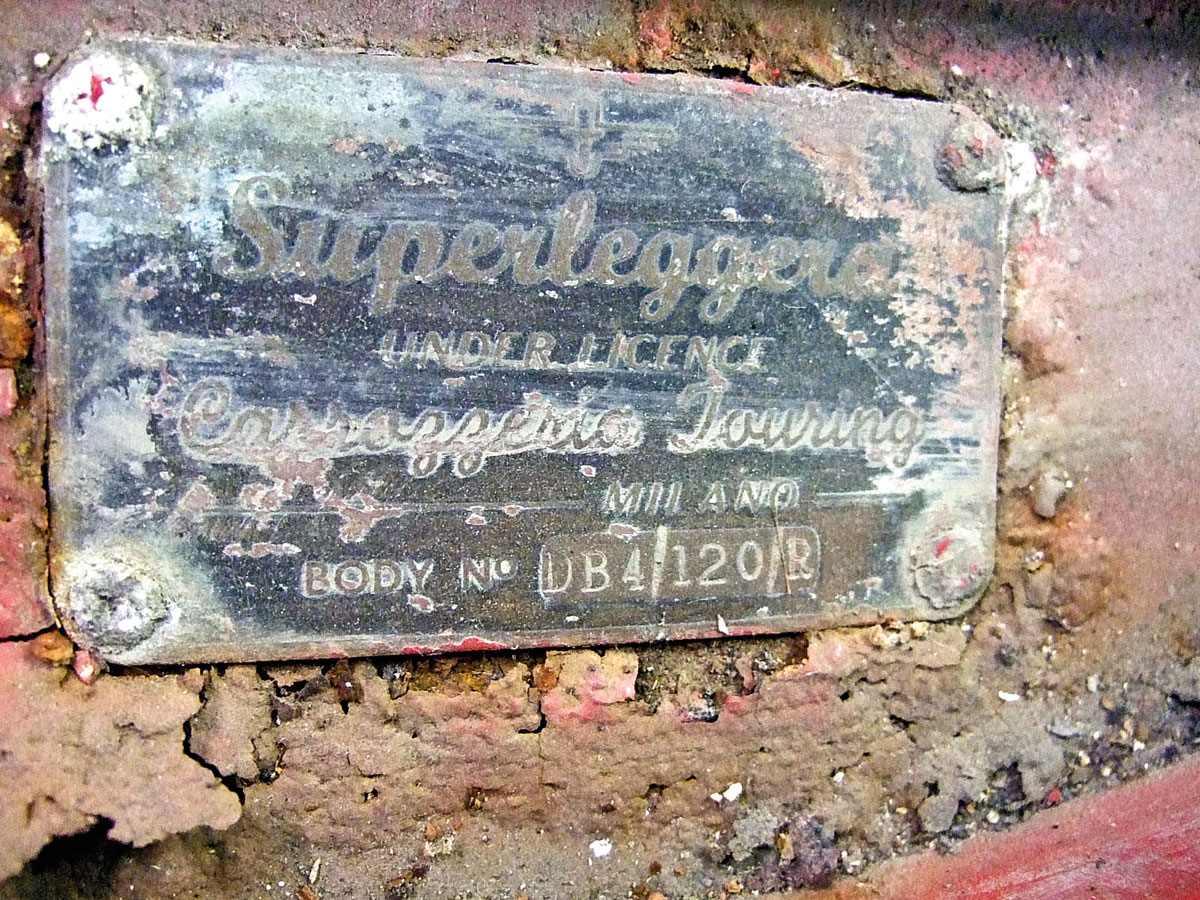 Superleggera
UNDER LICENCE
Carrozzeria Touring
MILANO
BODY No DB4/120/R